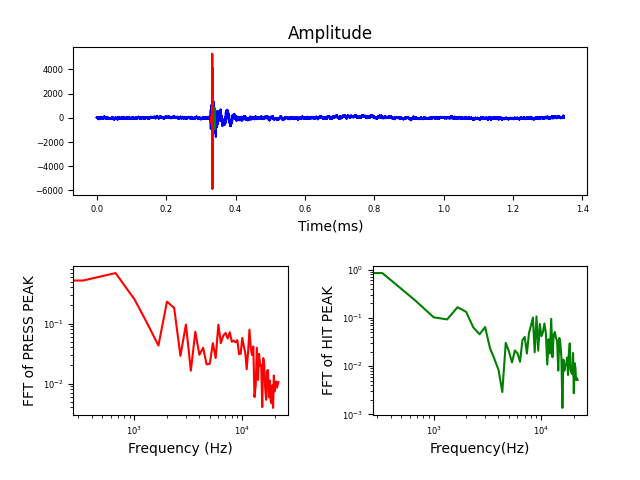 Amplitude
4000
2000
0
−2000
−4000
−6000
0.0 0.2 0.4 0.6 0.8 1.0 1.2 1.4
Time(ms)
FFT of PRESS PEAK
10⁻¹
10⁻²
10³ 10⁴
Frequency (Hz)
FFT of HIT PEAK
10⁰
10⁻¹
10⁻²
10⁻³
10³ 10⁴
Frequency(Hz)